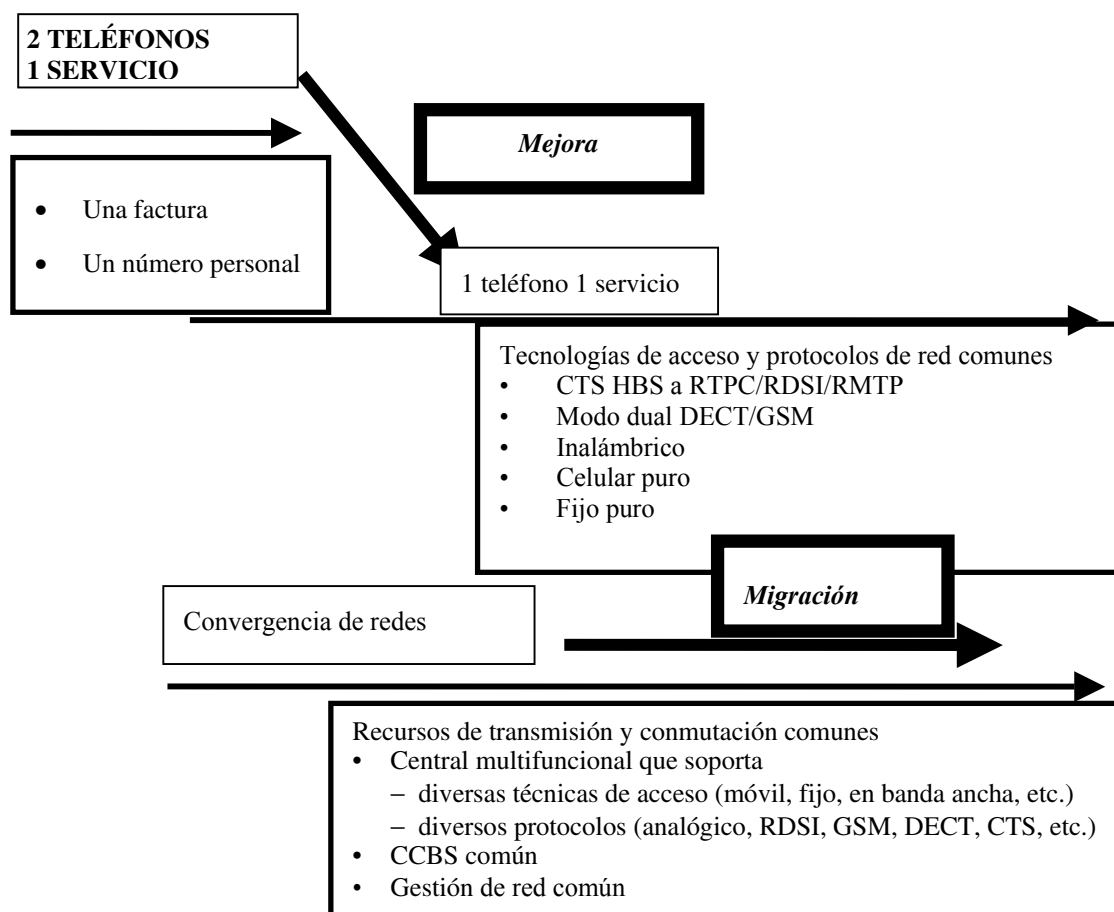 2 TELÉFONOS
1 SERVICIO
Mejora
• Una factura
• Un número personal
1 teléfono 1 servicio
Tecnologías de acceso y protocolos de red comunes
• CTS HBS a RTPC/RDSI/RMTP
• Modo dual DECT/GSM
• Inalámbrico
• Celular puro
• Fijo puro
Migración
Convergencia de redes
Recursos de transmisión y conmutación comunes
• Central multifuncional que soporta
– diversas técnicas de acceso (móvil, fijo, en banda ancha, etc.)
– diversos protocolos (analógico, RDSI, GSM, DECT, CTS, etc.)
• CCBS común
• Gestión de red común